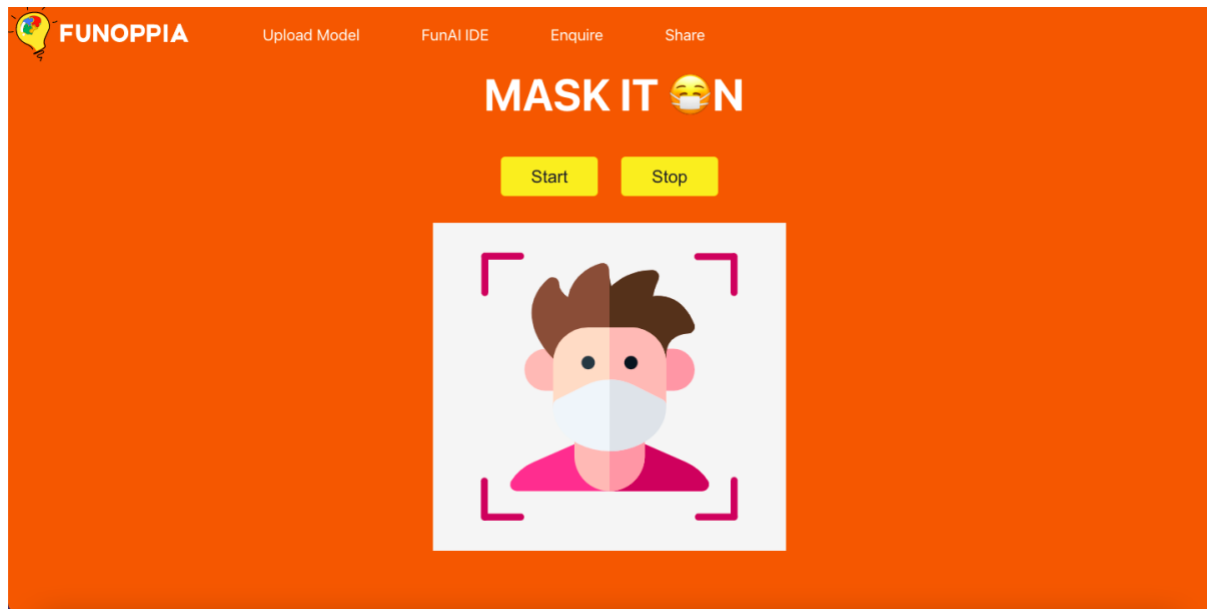 FUNOPPIA Upload Model FunAI IDE Enquire Share
MASK IT 😷N
Start Stop